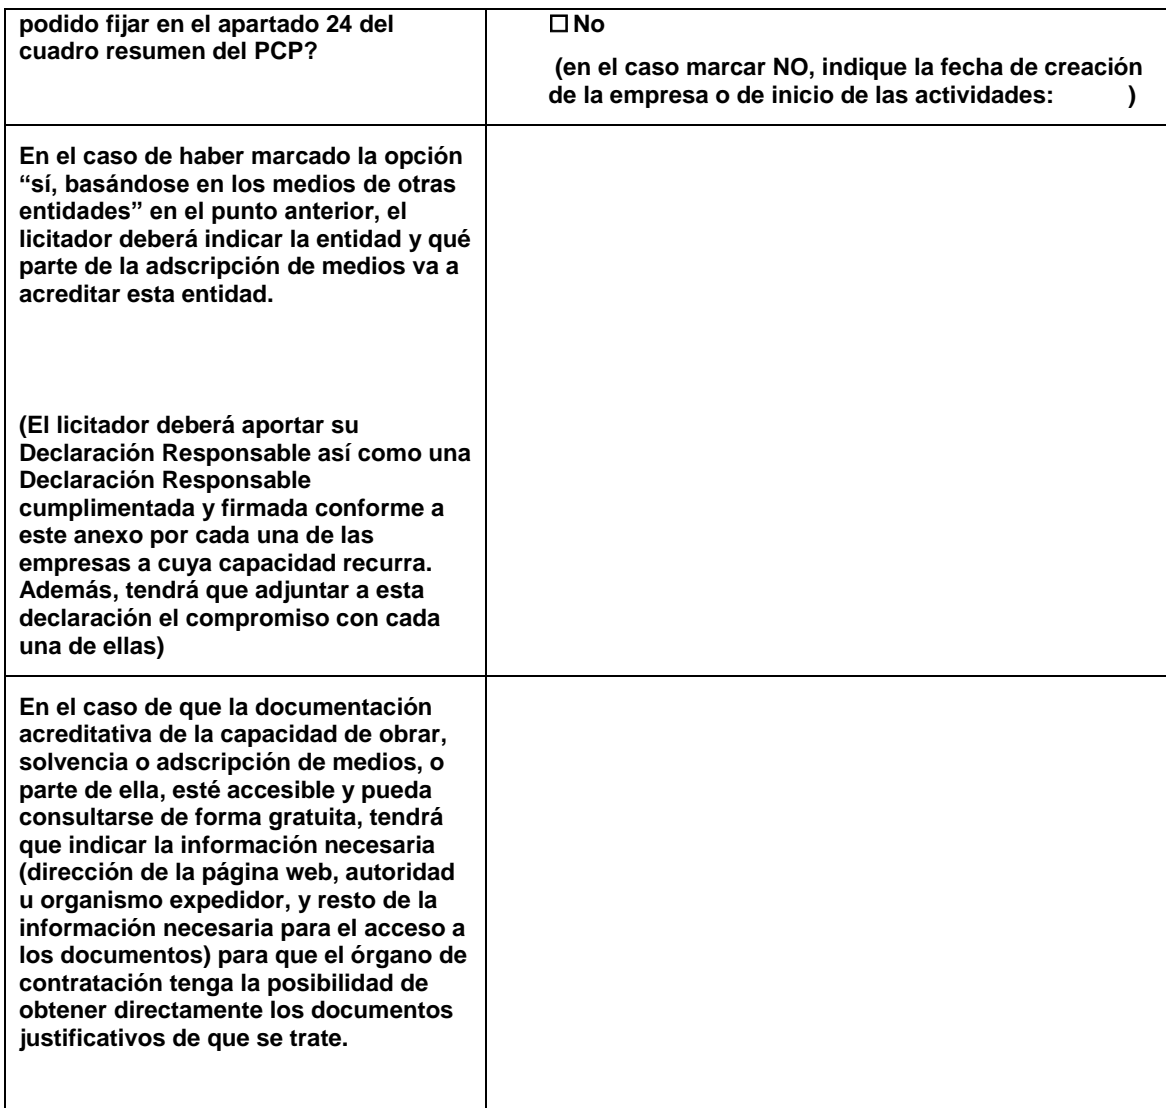 podido fijar en el apartado 24 del
cuadro resumen del PCP?
☐ No
(en el caso marcar NO, indique la fecha de creación
de la empresa o de inicio de las actividades: )
En el caso de haber marcado la opción
“sí, basándose en los medios de otras
entidades” en el punto anterior, el
licitador deberá indicar la entidad y qué
parte de la adscripción de medios va a
acreditar esta entidad.
(El licitador deberá aportar su
Declaración Responsable así como una
Declaración Responsable
cumplimentada y firmada conforme a
este anexo por cada una de las
empresas a cuya capacidad recurra.
Además, tendrá que adjuntar a esta
declaración el compromiso con cada
una de ellas)
En el caso de que la documentación
acreditativa de la capacidad de obrar,
solvencia o adscripción de medios, o
parte de ella, esté accesible y pueda
consultarse de forma gratuita, tendrá
que indicar la información necesaria
(dirección de la página web, autoridad
u organismo expedidor, y resto de la
información necesaria para el acceso a
los documentos) para que el órgano de
contratación tenga la posibilidad de
obtener directamente los documentos
justificativos de que se trate.